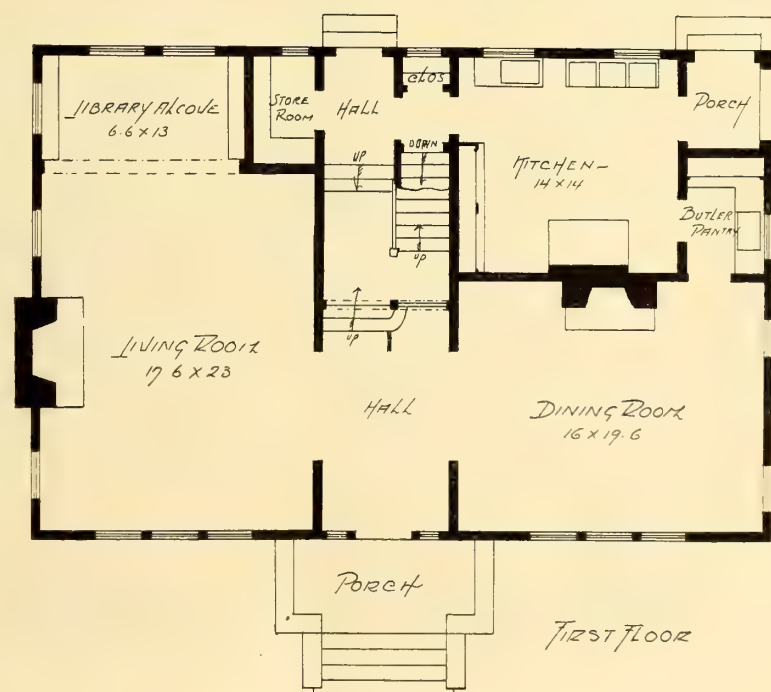 LIBRARY ALCOVE
6.6 X 13
STORE
ROOM
HALL
CLOS
PORCH
UP
DOWN
KITCHEN-
14 X 14
BUTLER
PANTRY
UP
UP
LIVING ROOM
17 6 X 23
HALL
DINING ROOM
16 X 19.6
PORCH
FIRST FLOOR